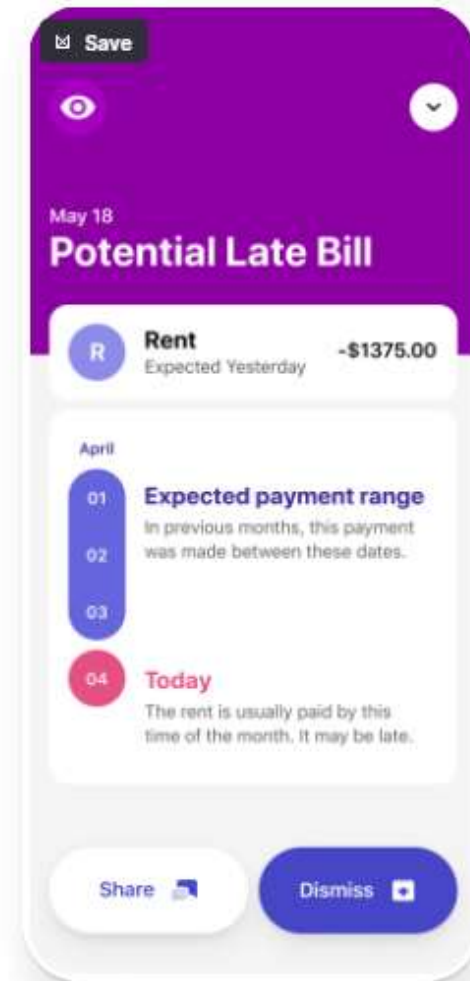 Save
May 18
Potential Late Bill
R
Rent
Expected Yesterday
-$1375.00
April
01
Expected payment range
In previous months, this payment
was made between these dates.
02
03
04
Today
The rent is usually paid by this
time of the month. It may be late.
Share
Dismiss